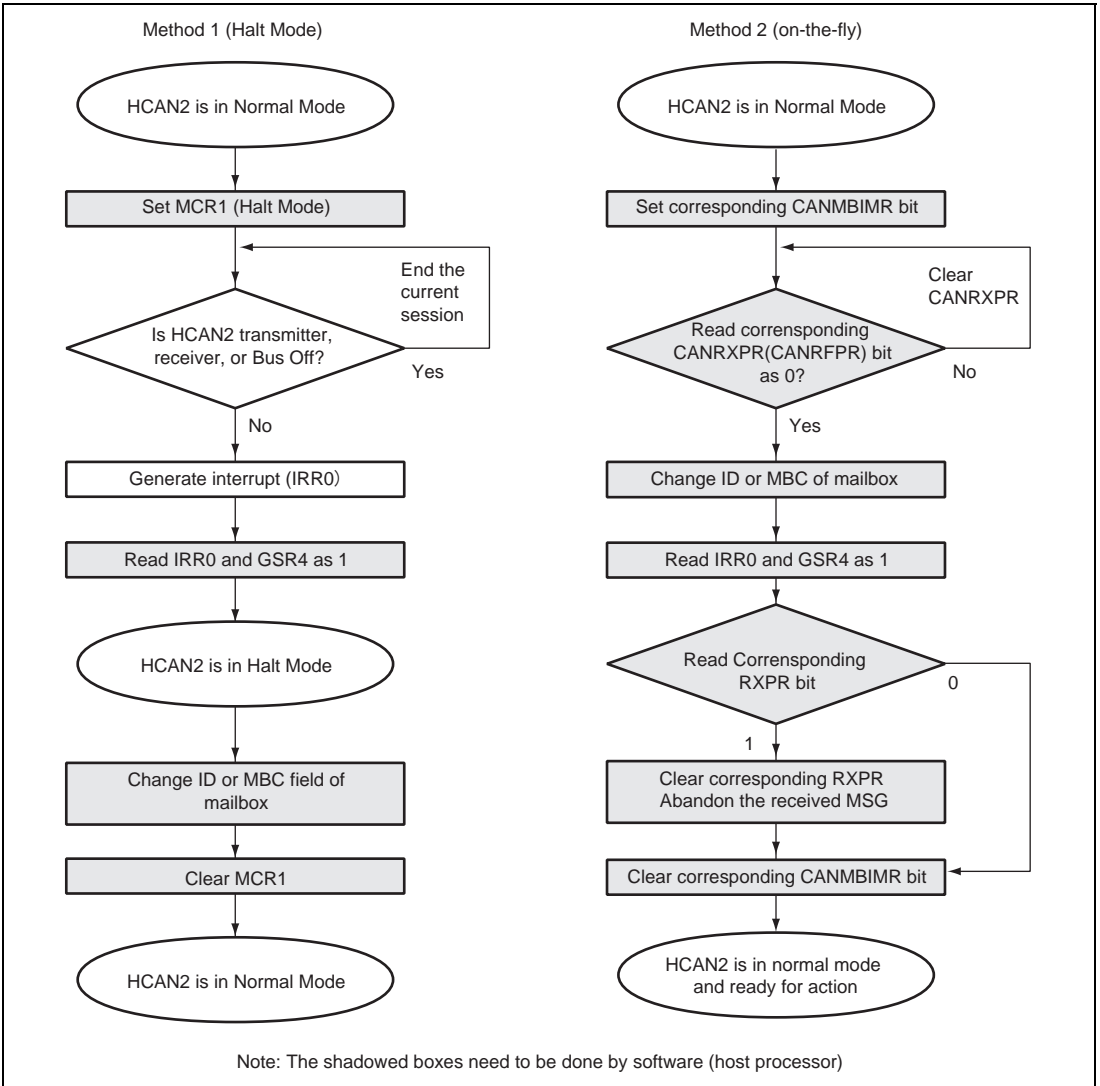 Method 1 (Halt Mode)
HCAN2 is in Normal Mode
Set MCR1 (Halt Mode)
End the
current
session
Is HCAN2 transmitter,
receiver, or Bus Off?
Yes
No
Generate interrupt (IRR0)
Read IRR0 and GSR4 as 1
HCAN2 is in Halt Mode
Change ID or MBC field of
mailbox
Clear MCR1
HCAN2 is in Normal Mode
Method 2 (on-the-fly)
HCAN2 is in Normal Mode
Set corresponding CANMBIMR bit
Clear
CANRXPR
Read corrensponding
CANRXPR(CANRFPR) bit
as 0?
No
Yes
Change ID or MBC of mailbox
Read IRR0 and GSR4 as 1
Read Corrensponding
RXPR bit
0
1
Clear corresponding RXPR
Abandon the received MSG
Clear corresponding CANMBIMR bit
HCAN2 is in normal mode
and ready for action
Note: The shadowed boxes need to be done by software (host processor)